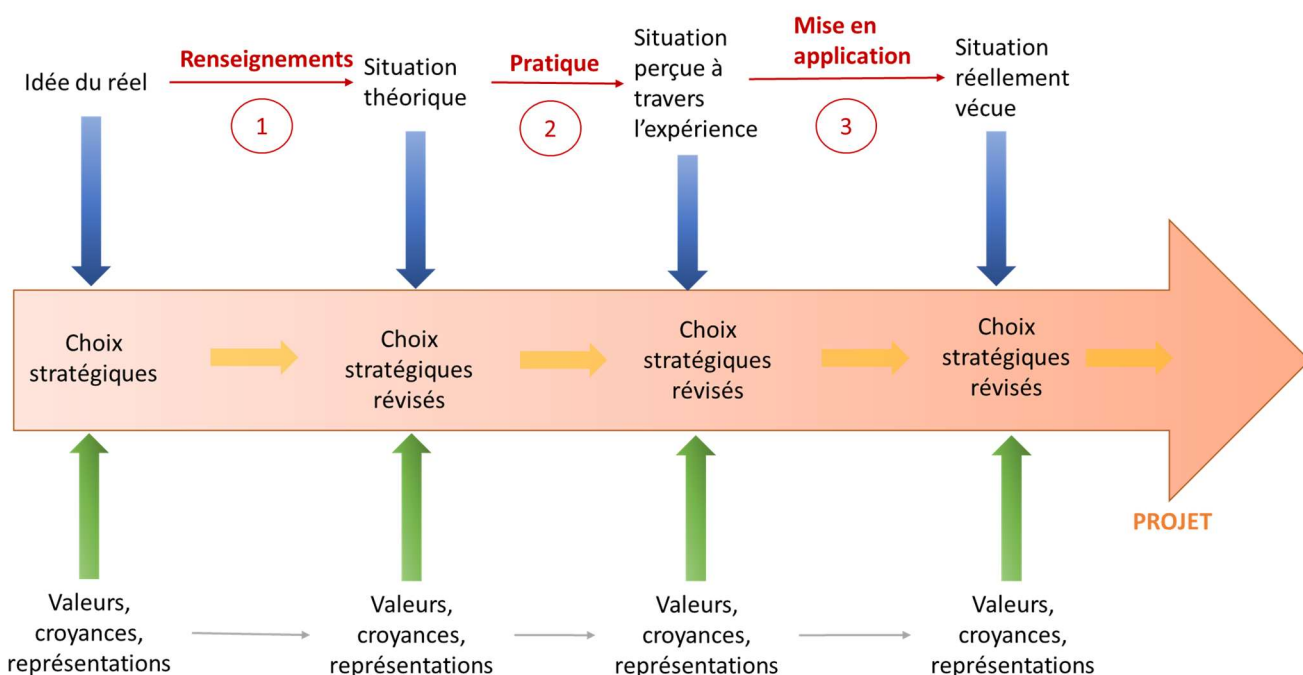 Idée du réel
Renseignements
1
Situation
théorique
Pratique
2
Situation
perçue à
travers
l'expérience
Mise en
application
3
Situation
réellement
vécue
Choix
stratégiques
Choix
stratégiques
révisés
Choix
stratégiques
révisés
Choix
stratégiques
révisés
PROJET
Valeurs,
croyances,
représentations
Valeurs,
croyances,
représentations
Valeurs,
croyances,
représentations
Valeurs,
croyances,
représentations